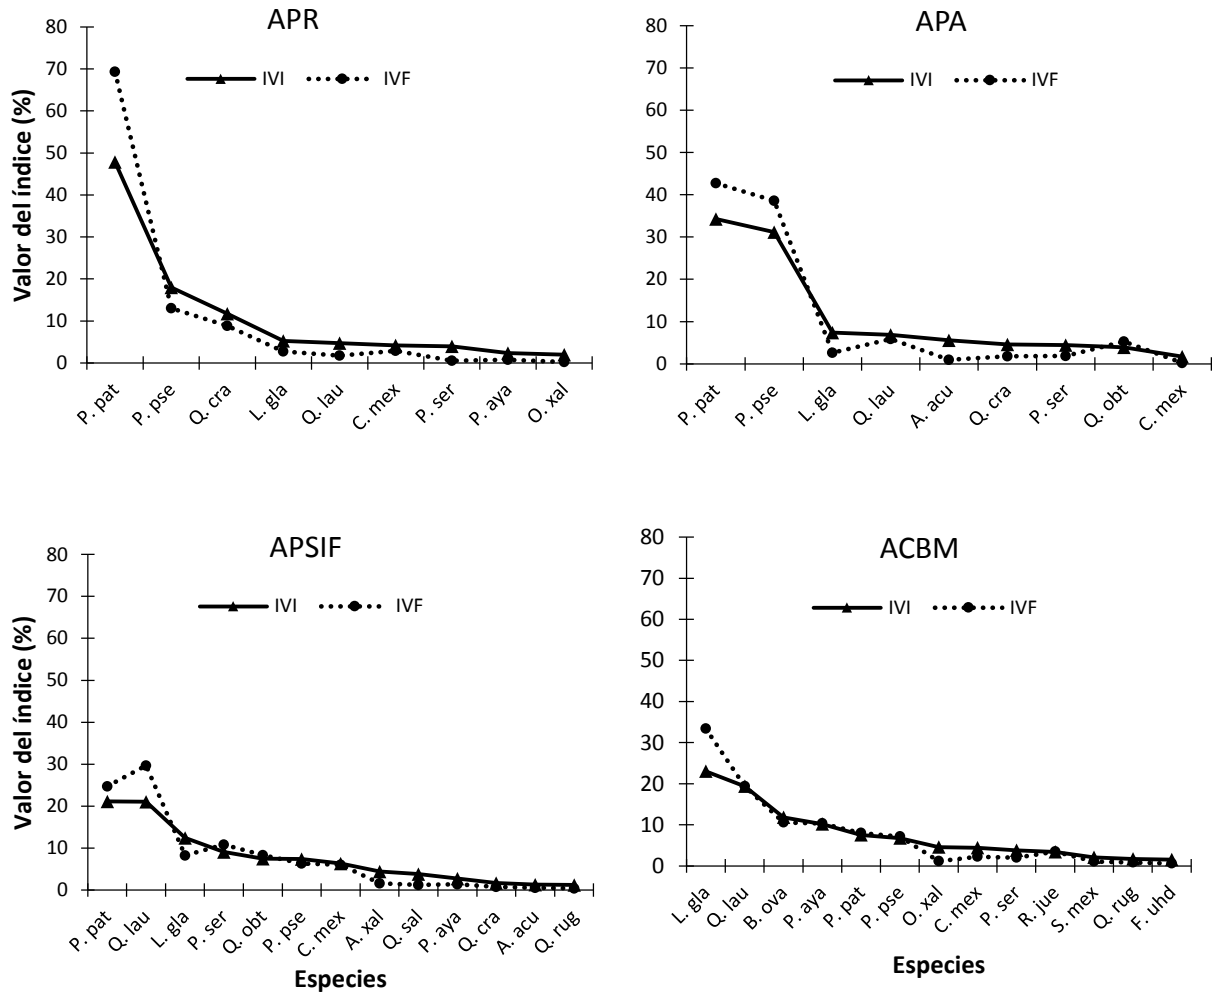 APR
Valor del índice (%)
80
70
60
50
40
30
20
10
0
IVI
IVF
P. pat
P. pse
Q. cra
L. gla
Q. lau
C. mex
P. ser
P. aya
O. xal
APA
80
70
60
50
40
30
20
10
0
IVI
IVF
P. pat
P. pse
L. gla
Q. lau
A. acu
Q. cra
P. ser
Q. obt
C. mex
APSIF
Valor del índice (%)
80
70
60
50
40
30
20
10
0
IVI
IVF
P. pat
Q. lau
L. gla
P. ser
Q. obt
P. pse
C. mex
A. xal
Q. sal
P. aya
Q. cra
A. acu
Q. rug
Especies
ACBM
80
70
60
50
40
30
20
10
0
IVI
IVF
L. gla
Q. lau
B. ova
P. aya
P. pat
P. pse
O. xal
C. mex
P. ser
R. jue
S. mex
Q. rug
F. uhd
Especies